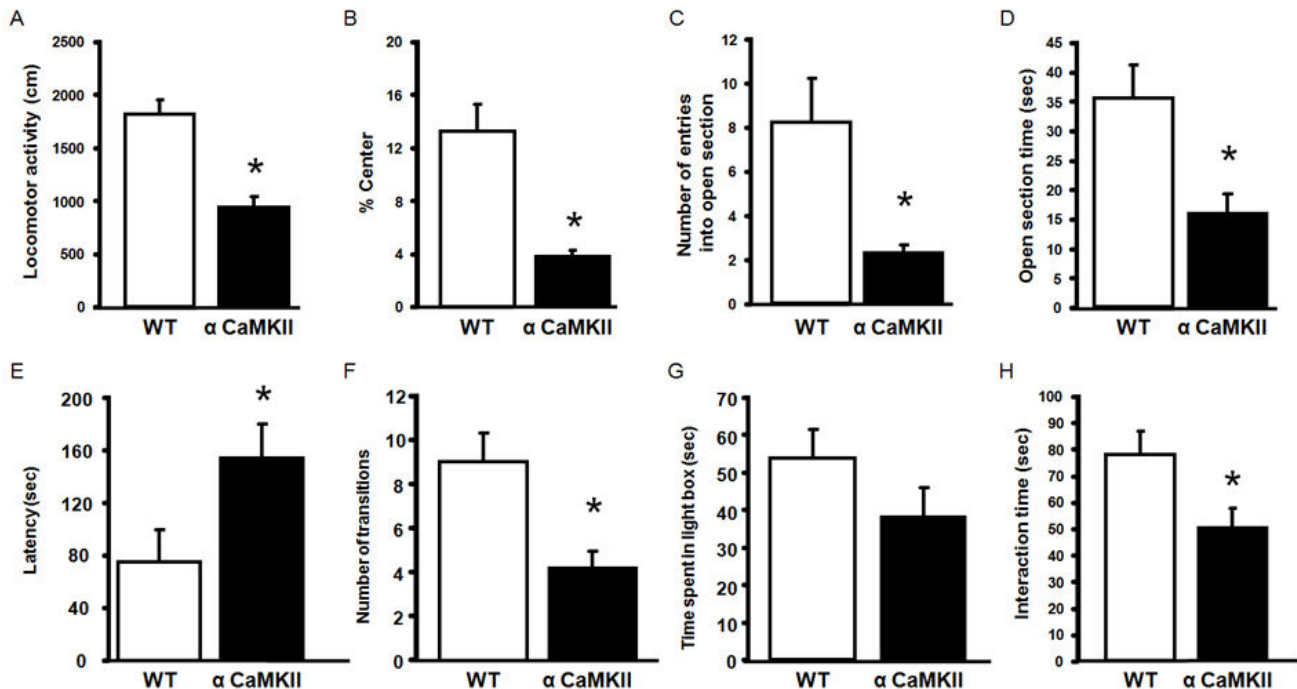 A
Locomotor activity (cm)
2500
2000
1500
1000
500
0
*
WT
α CaMKII
B
% Center
20
16
12
8
4
0
*
WT
α CaMKII
C
Number of entries
into open section
12
10
8
6
4
2
0
*
WT
α CaMKII
D
Open section time (sec)
45
40
35
30
25
20
15
10
5
0
*
WT
α CaMKII
E
Latency (sec)
200
160
120
80
40
0
*
WT
α CaMKII
F
Number of transitions
12
10
8
6
4
2
0
*
WT
α CaMKII
G
Time spent in light box (sec)
70
60
50
40
30
20
10
0
WT
α CaMKII
H
Interaction time (sec)
100
90
80
70
60
50
40
30
20
10
0
*
WT
α CaMKII